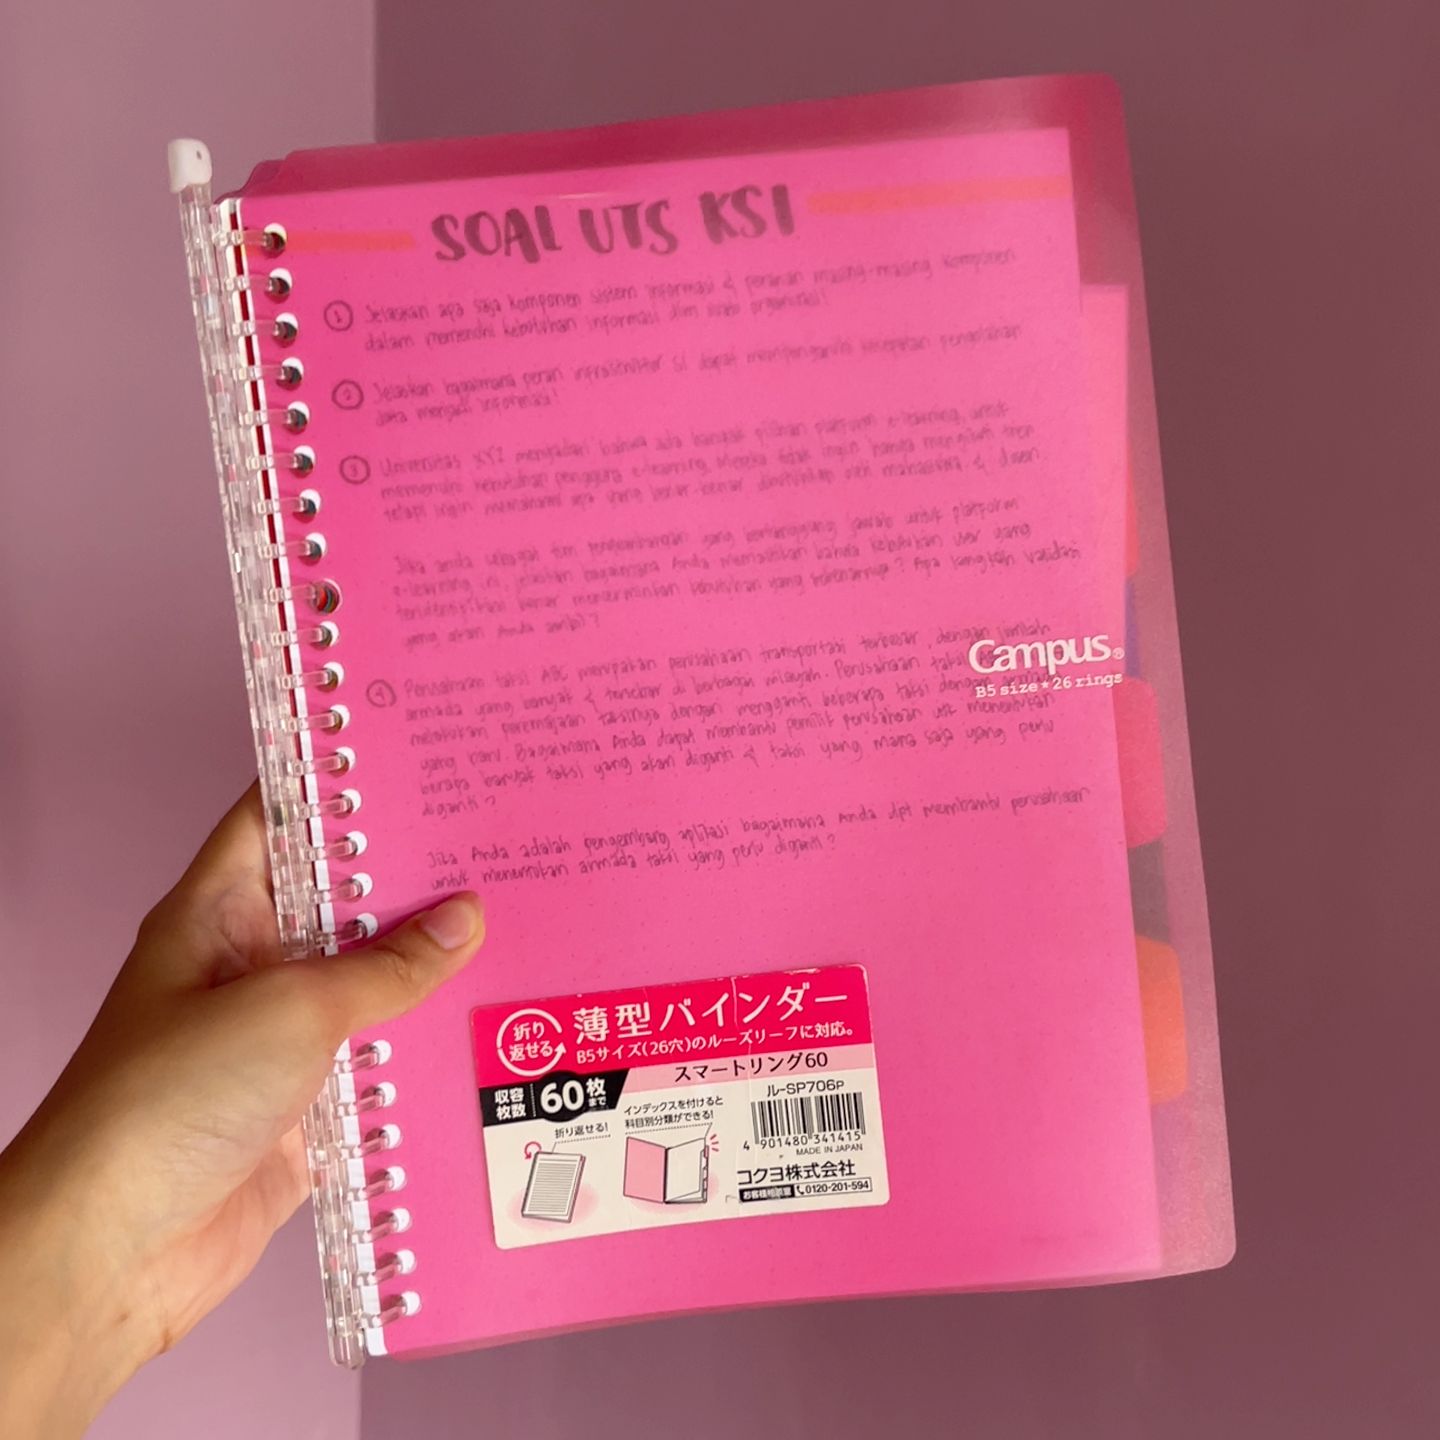 SOAL UTS KSI
1 Jelaskan apa saja komponen sistem informasi & peranan masing-masing komponen
dalam memenuhi kebutuhan informasi dlm suatu organisasi!
2 Jelaskan bagaimana peran infrastruktur SI dapat mempengaruhi kecepatan pengolahan
data menjadi informasi!
3 Universitas XYZ menyadari bahwa ada banyak pilihan platform e-learning, untuk
memenuhi kebutuhan pengguna e-learning. Mereka tidak ingin hanya mengikuti tren
tetapi ingin memahami apa yang benar-benar dibutuhkan oleh mahasiswa & dosen.
Jika anda sebagai tim pengembangan yang bertanggung jawab untuk platform
e-learning ini, jelaskan bagaimana Anda memastikan bahwa kebutuhan user yang
teridentifikasi benar mencerminkan kebutuhan yang sebenarnya? Apa langkah validasi
yang akan Anda ambil?
4 Perusahaan taksi ABC merupakan perusahaan transportasi terbesar, dengan jumlah
armada yang banyak & tersebar di berbagai wilayah. Perusahaan taksi
melakukan peremajaan taksinya dengan mengganti beberapa taksi dengan
yang baru. Bagaimana Anda dapat membantu pemilik perusahaan utk menentukan
berapa banyak taksi yang akan diganti & taksi yang mana saja yang perlu
diganti?
Jika Anda adalah pengembang aplikasi bagaimana Anda dpt membantu perusahaan
untuk menentukan armada taksi yang perlu diganti?
Campus®
B5 size★26 rings
折り
返せる
薄型バインダー
B5サイズ(26穴)のルーズリーフに対応。
スマートリング60
収容
枚数
60枚まで
ル-SP706P
インデックスを付けると
科目別分類ができる!
折り返せる!
4 901480 341415
MADE IN JAPAN
コクヨ株式会社
お客様相談室 0120-201-594